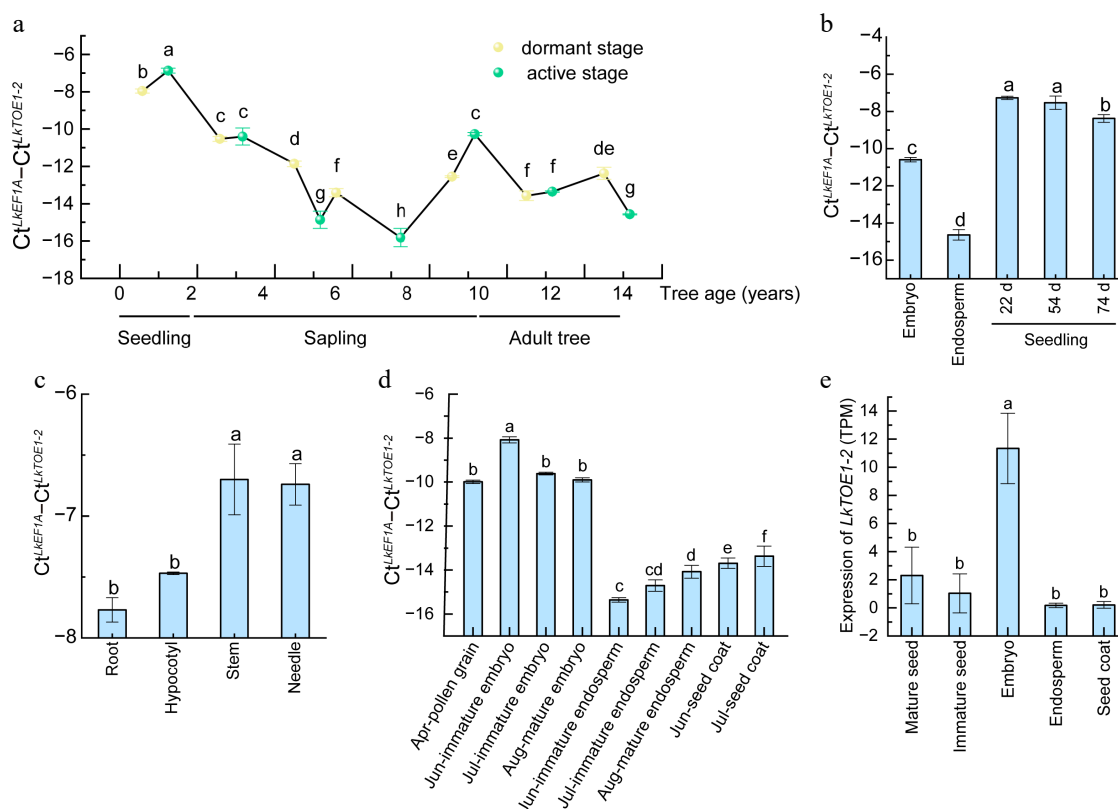 a
Ct^LkEF1A–Ct^LkTOE1-2
−6
−8
−10
−12
−14
−16
−18
dormant stage
active stage
b a c c d g f h e c f f de g
0 2 4 6 8 10 12 14 Tree age (years)
Seedling Sapling Adult tree
b
Ct^LkEF1A–Ct^LkTOE1-2
−4
−6
−8
−10
−12
−14
−16
c d a a b
Embryo
Endosperm
22 d
54 d
74 d
Seedling
c
Ct^LkEF1A–Ct^LkTOE1-2
−6
−7
−8
b b a a
Root
Hypocotyl
Stem
Needle
d
Ct^LkEF1A–Ct^LkTOE1-2
−4
−6
−8
−10
−12
−14
−16
b a b b c cd d e f
Apr-pollen grain
Jun-immature embryo
Jul-immature embryo
Aug-mature embryo
Jun-immature endosperm
Jul-immature endosperm
Aug-mature endosperm
Jun-seed coat
Jul-seed coat
e
Expression of LkTOE1-2 (TPM)
14
12
10
8
6
4
2
0
−2
b b a b b
Mature seed
Immature seed
Embryo
Endosperm
Seed coat